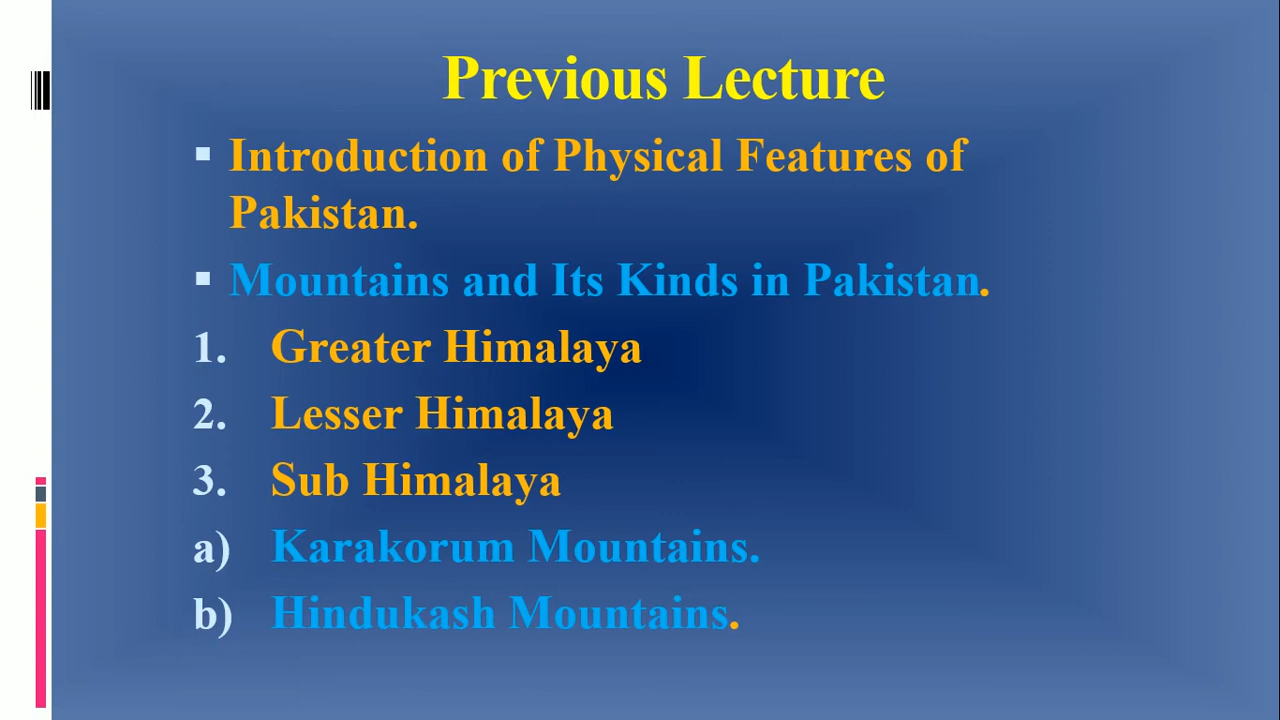 Previous Lecture
▪ Introduction of Physical Features of
Pakistan.
▪ Mountains and Its Kinds in Pakistan.
1. Greater Himalaya
2. Lesser Himalaya
3. Sub Himalaya
a) Karakorum Mountains.
b) Hindukash Mountains.